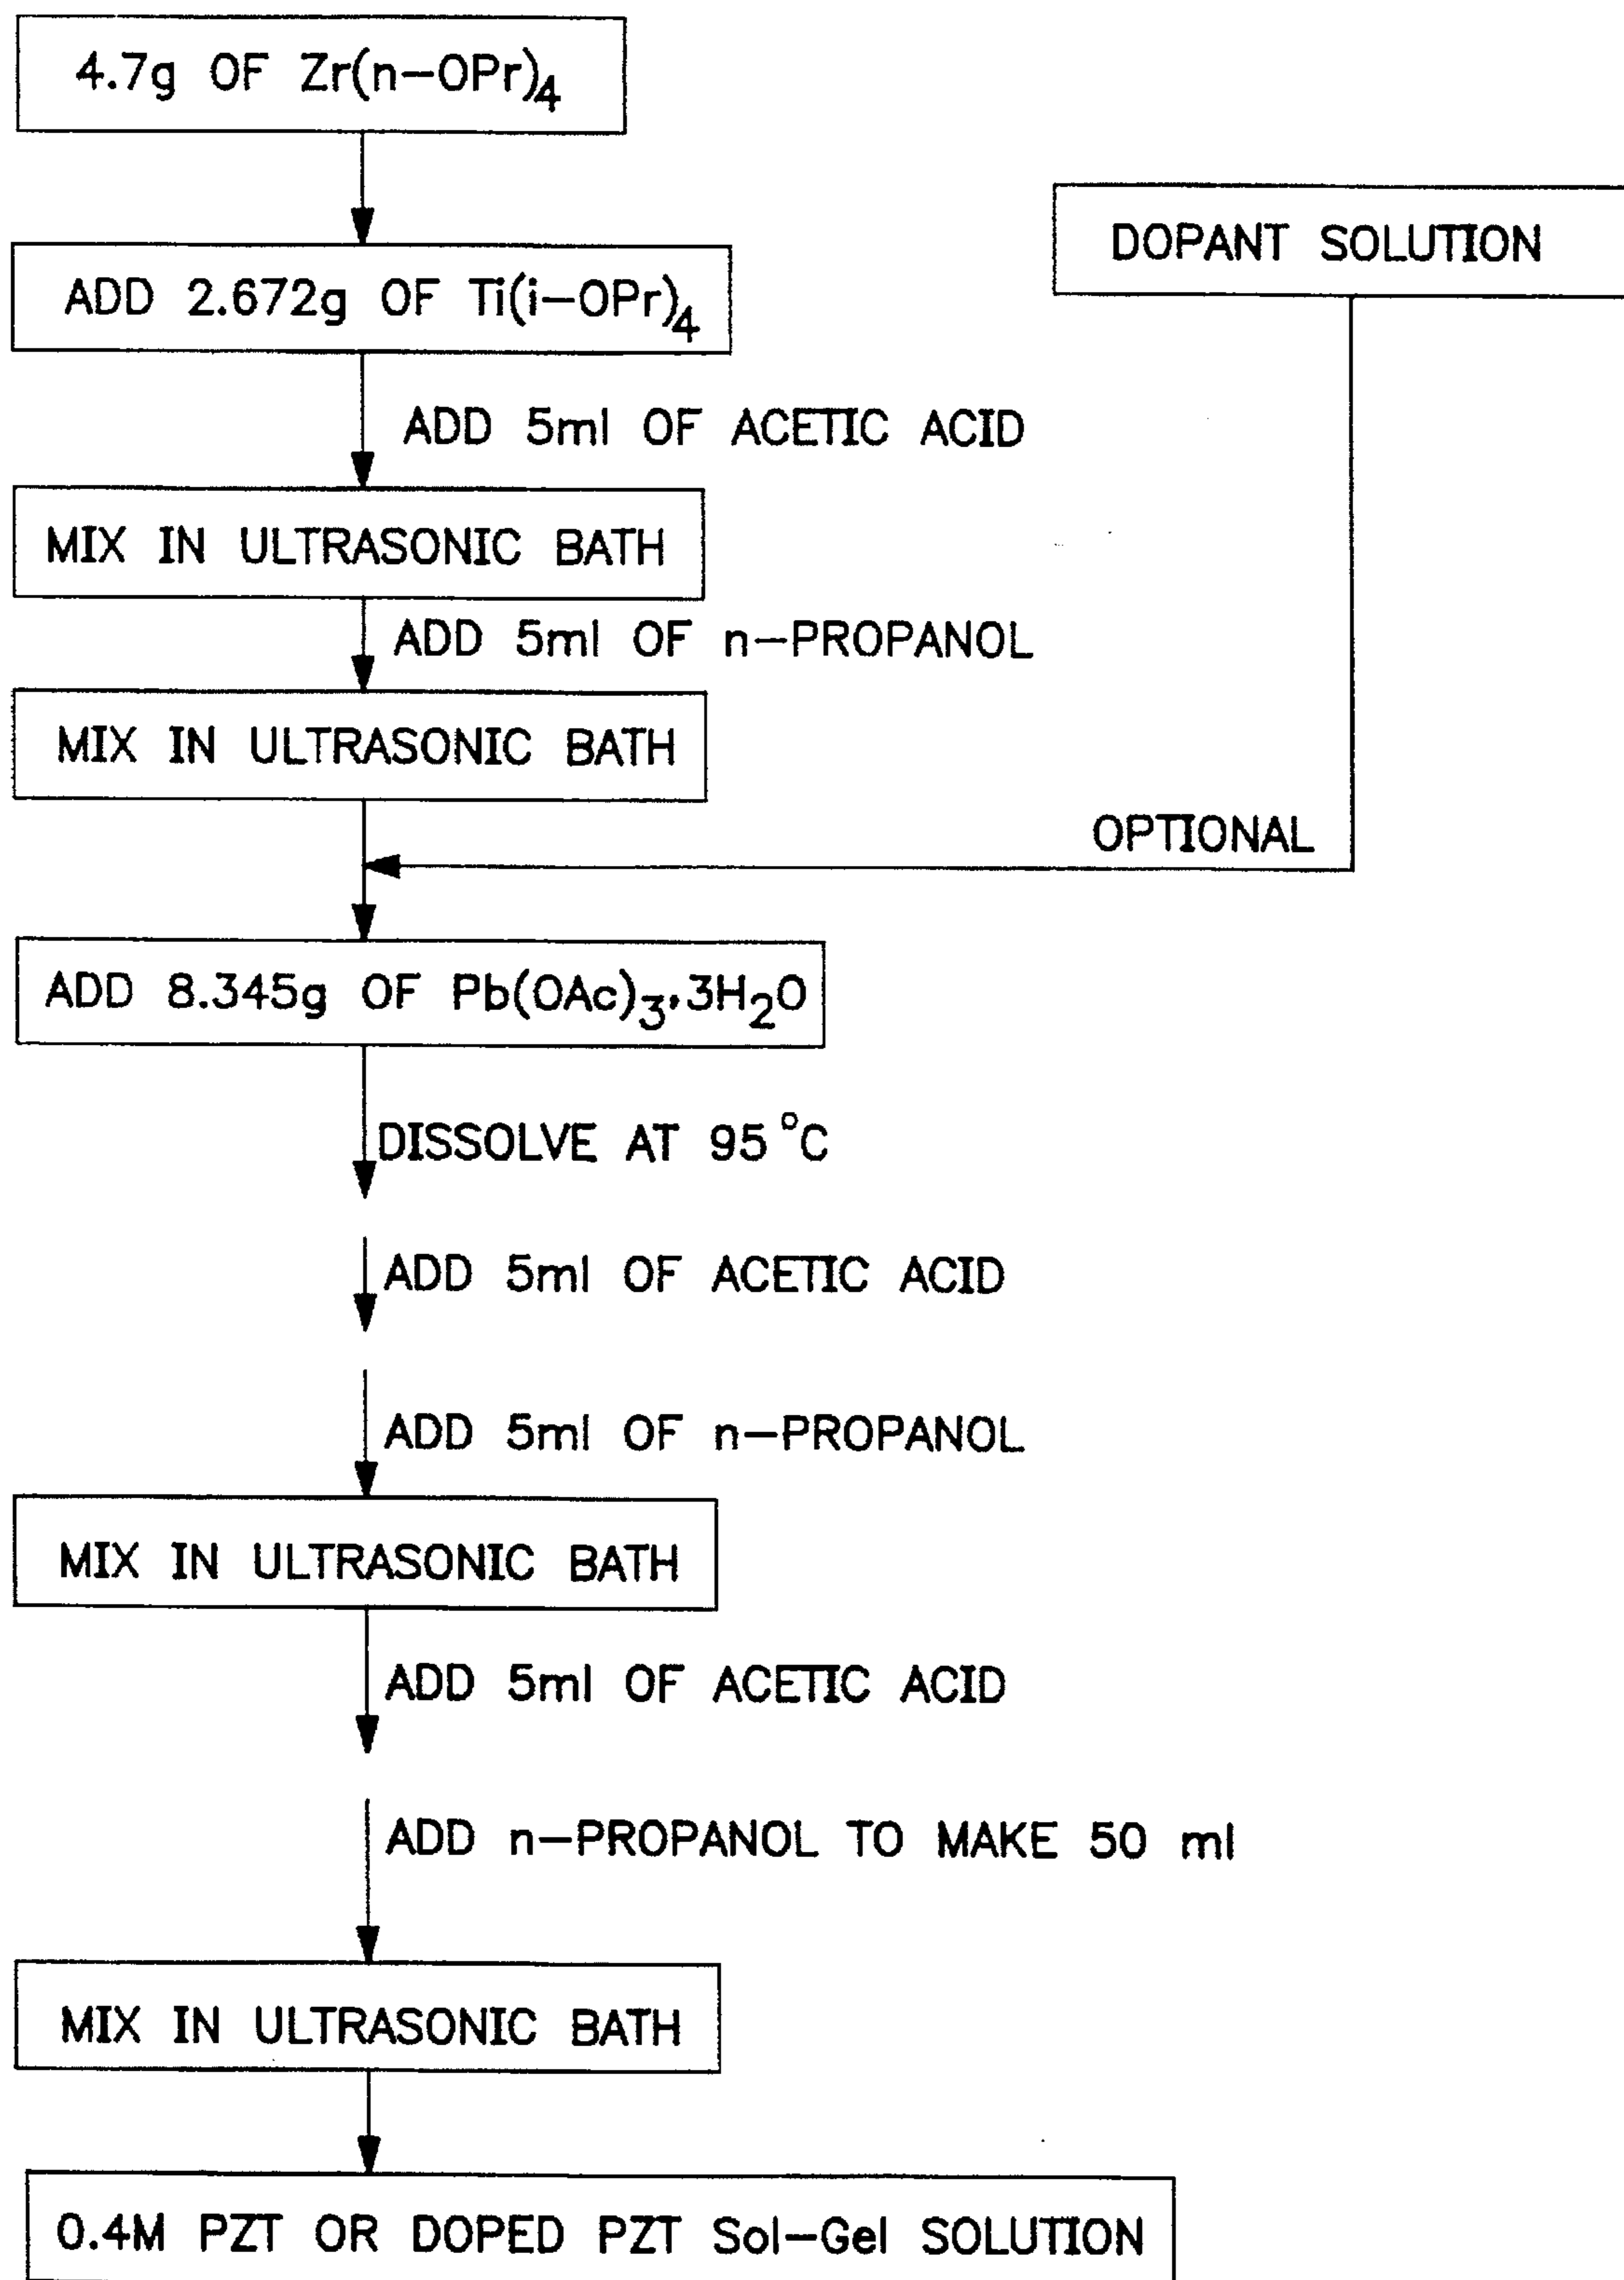 4.7g OF Zr(n-OPr)4
DOPANT SOLUTION
ADD 2.672g OF Ti(i-OPr)4
ADD 5ml OF ACETIC ACID
MIX IN ULTRASONIC BATH
ADD 5ml OF n-PROPANOL
MIX IN ULTRASONIC BATH
OPTIONAL
ADD 8.345g OF Pb(OAc)3·3H2O
DISSOLVE AT 95°C
ADD 5ml OF ACETIC ACID
ADD 5ml OF n-PROPANOL
MIX IN ULTRASONIC BATH
ADD 5ml OF ACETIC ACID
ADD n-PROPANOL TO MAKE 50 ml
MIX IN ULTRASONIC BATH
0.4M PZT OR DOPED PZT Sol-Gel SOLUTION